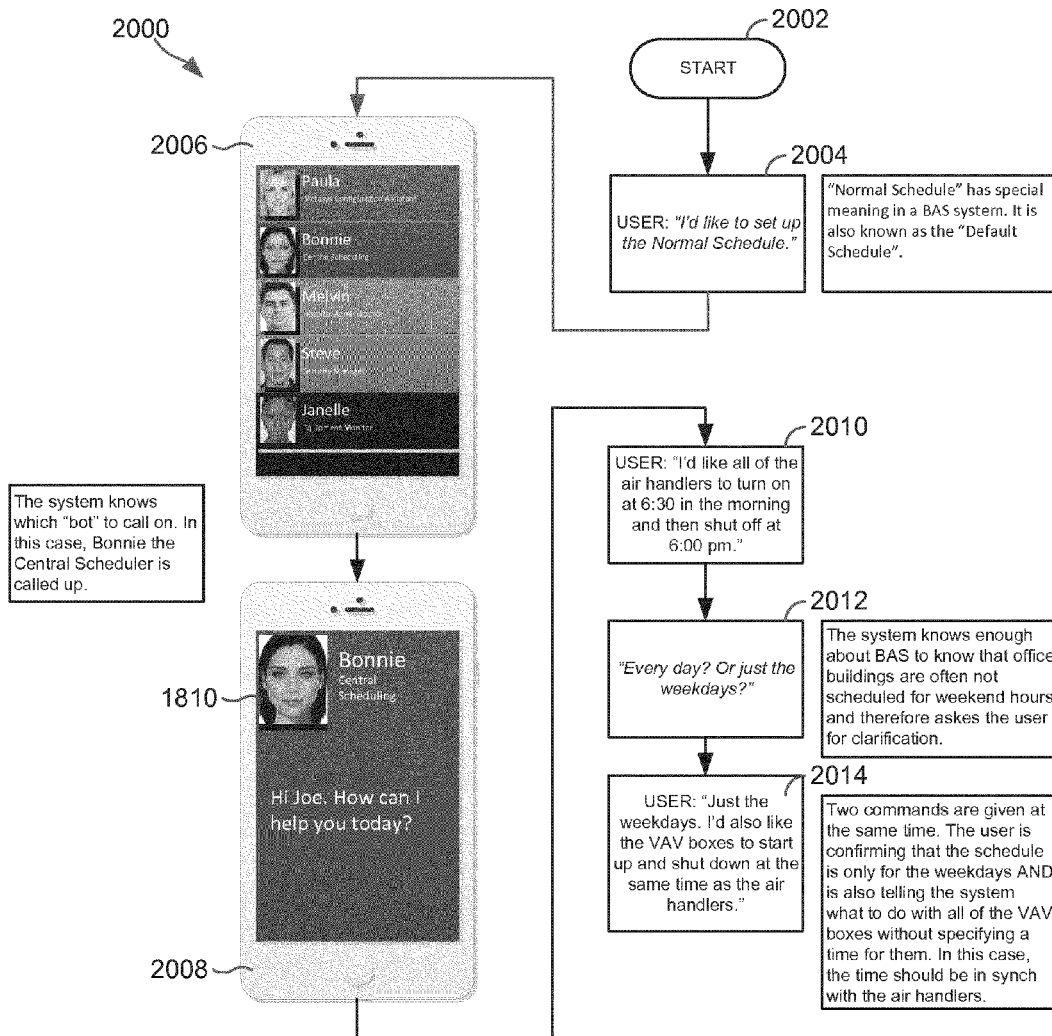 2000
2002
START
2004
USER: "I'd like to set up
the Normal Schedule."
"Normal Schedule" has special
meaning in a BAS system. It is
also known as the "Default
Schedule".
2006
Paula
Configuration Assistant
Bonnie
Central Scheduling
Melvin
Steve
Janelle
Equipment Monitor
The system knows
which "bot" to call on. In
this case, Bonnie the
Central Scheduler is
called up.
1810
Bonnie
Central
Scheduling
Hi Joe. How can I
help you today?
2008
2010
USER: "I'd like all of the
air handlers to turn on
at 6:30 in the morning
and then shut off at
6:00 pm."
2012
"Every day? Or just the
weekdays?"
The system knows enough
about BAS to know that office
buildings are often not
scheduled for weekend hours
and therefore askes the user
for clarification.
2014
USER: "Just the
weekdays. I'd also like
the VAV boxes to start
up and shut down at the
same time as the air
handlers."
Two commands are given at
the same time. The user is
confirming that the schedule
is only for the weekdays AND
is also telling the system
what to do with all of the VAV
boxes without specifying a
time for them. In this case,
the time should be in synch
with the air handlers.